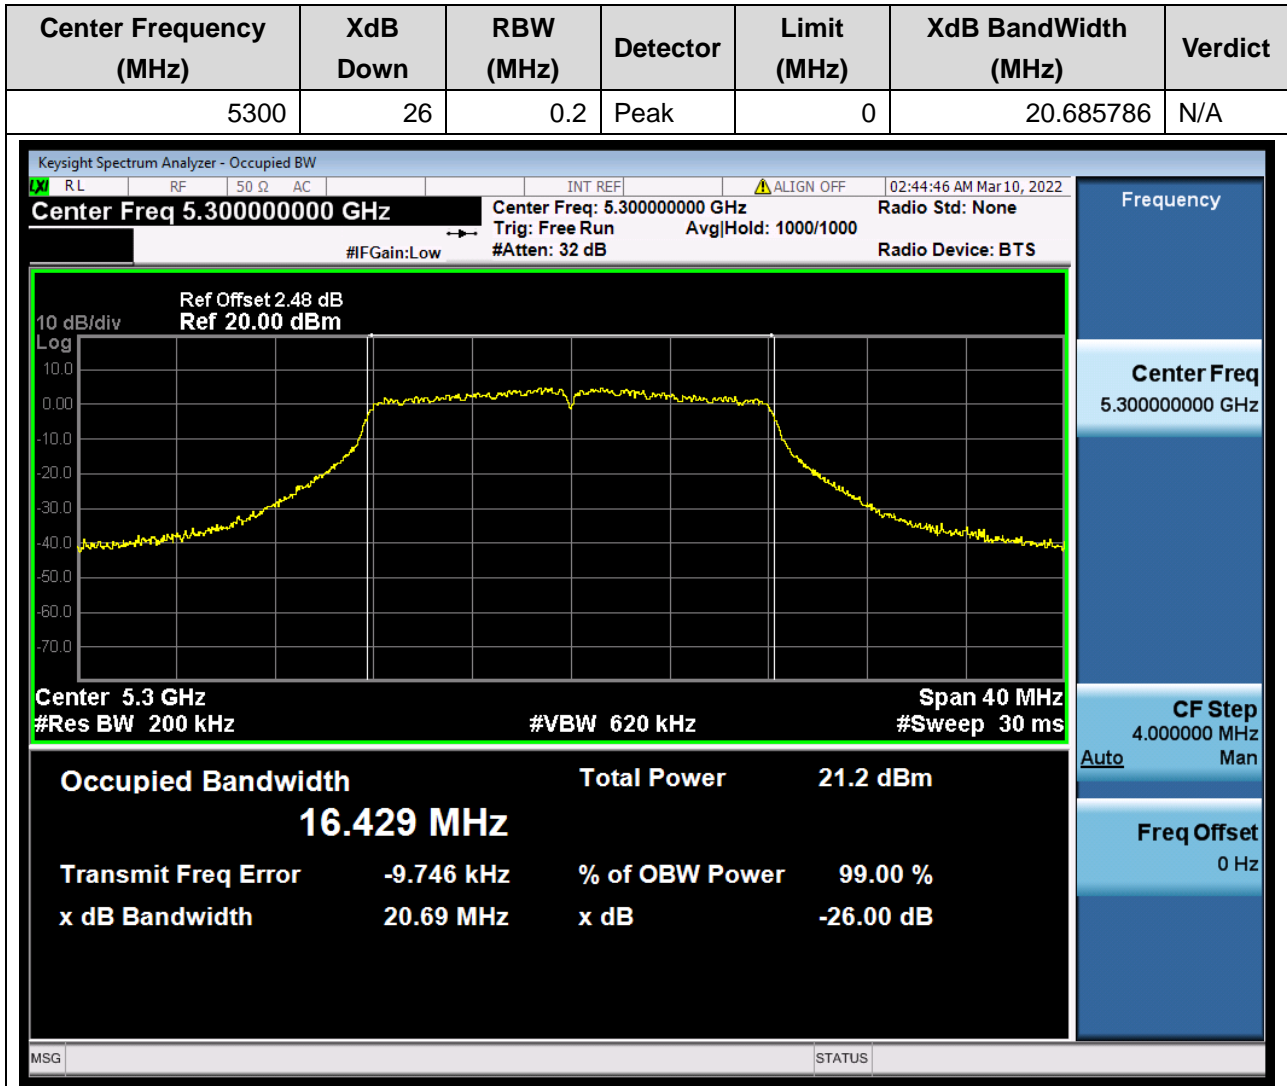 Center Frequency (MHz) XdB Down RBW (MHz) Detector Limit (MHz) XdB BandWidth (MHz) Verdict
5300 26 0.2 Peak 0 20.685786 N/A
Keysight Spectrum Analyzer - Occupied BW
LXI RL RF 50 Ω AC INT REF ALIGN OFF 02:44:46 AM Mar 10, 2022
Center Freq 5.300000000 GHz Center Freq: 5.300000000 GHz Radio Std: None
Trig: Free Run Avg|Hold: 1000/1000
#IFGain:Low #Atten: 32 dB Radio Device: BTS
Frequency
Ref Offset 2.48 dB
10 dB/div Ref 20.00 dBm
Log
10.0
0.00
-10.0
-20.0
-30.0
-40.0
-50.0
-60.0
-70.0
Center 5.3 GHz Span 40 MHz
#Res BW 200 kHz #VBW 620 kHz #Sweep 30 ms
Center Freq
5.300000000 GHz
CF Step
4.000000 MHz
Auto Man
Freq Offset
0 Hz
Occupied Bandwidth Total Power 21.2 dBm
16.429 MHz
Transmit Freq Error -9.746 kHz % of OBW Power 99.00 %
x dB Bandwidth 20.69 MHz x dB -26.00 dB
MSG STATUS